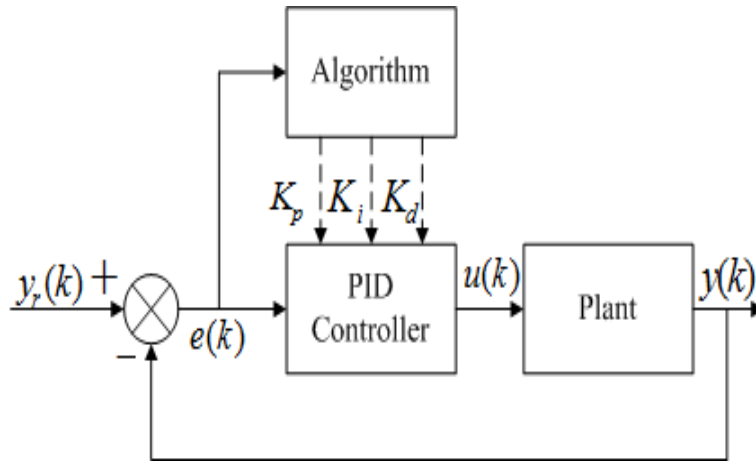 Algorithm
K_p K_i K_d
y_r(k) +
e(k)
−
PID
Controller
u(k)
Plant
y(k)